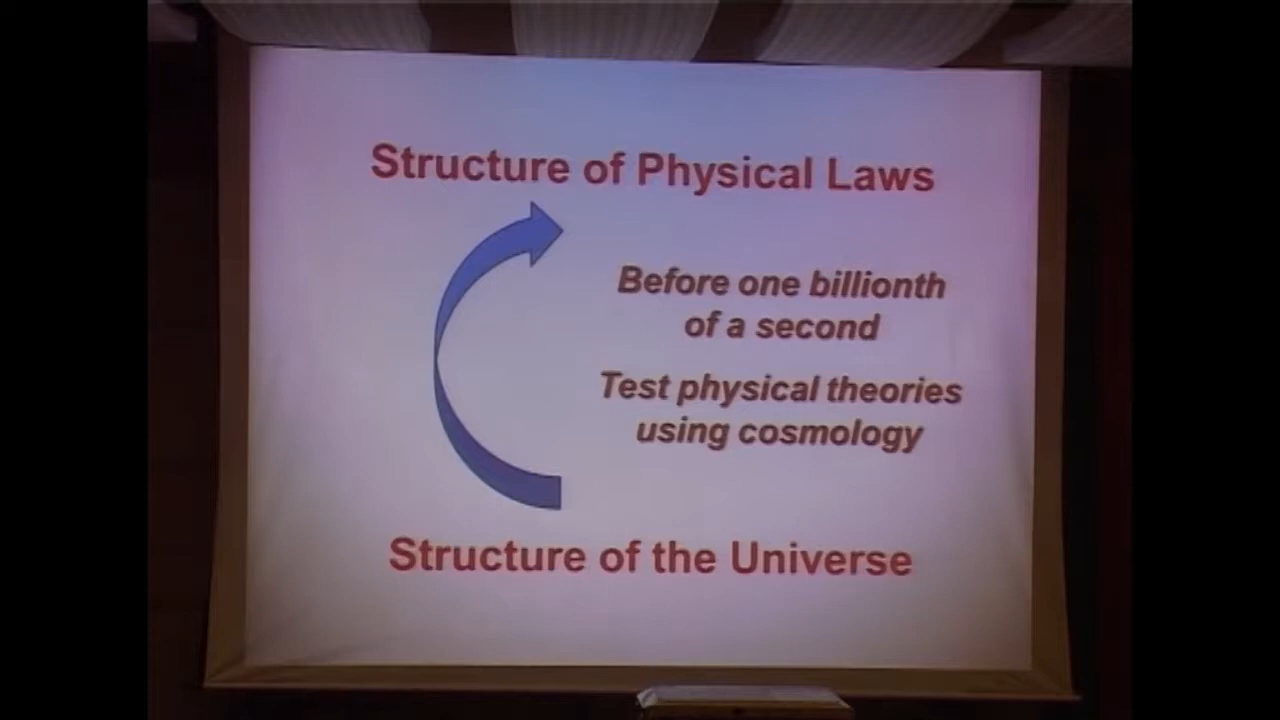 Structure of Physical Laws
Before one billionth
of a second
Test physical theories
using cosmology
Structure of the Universe